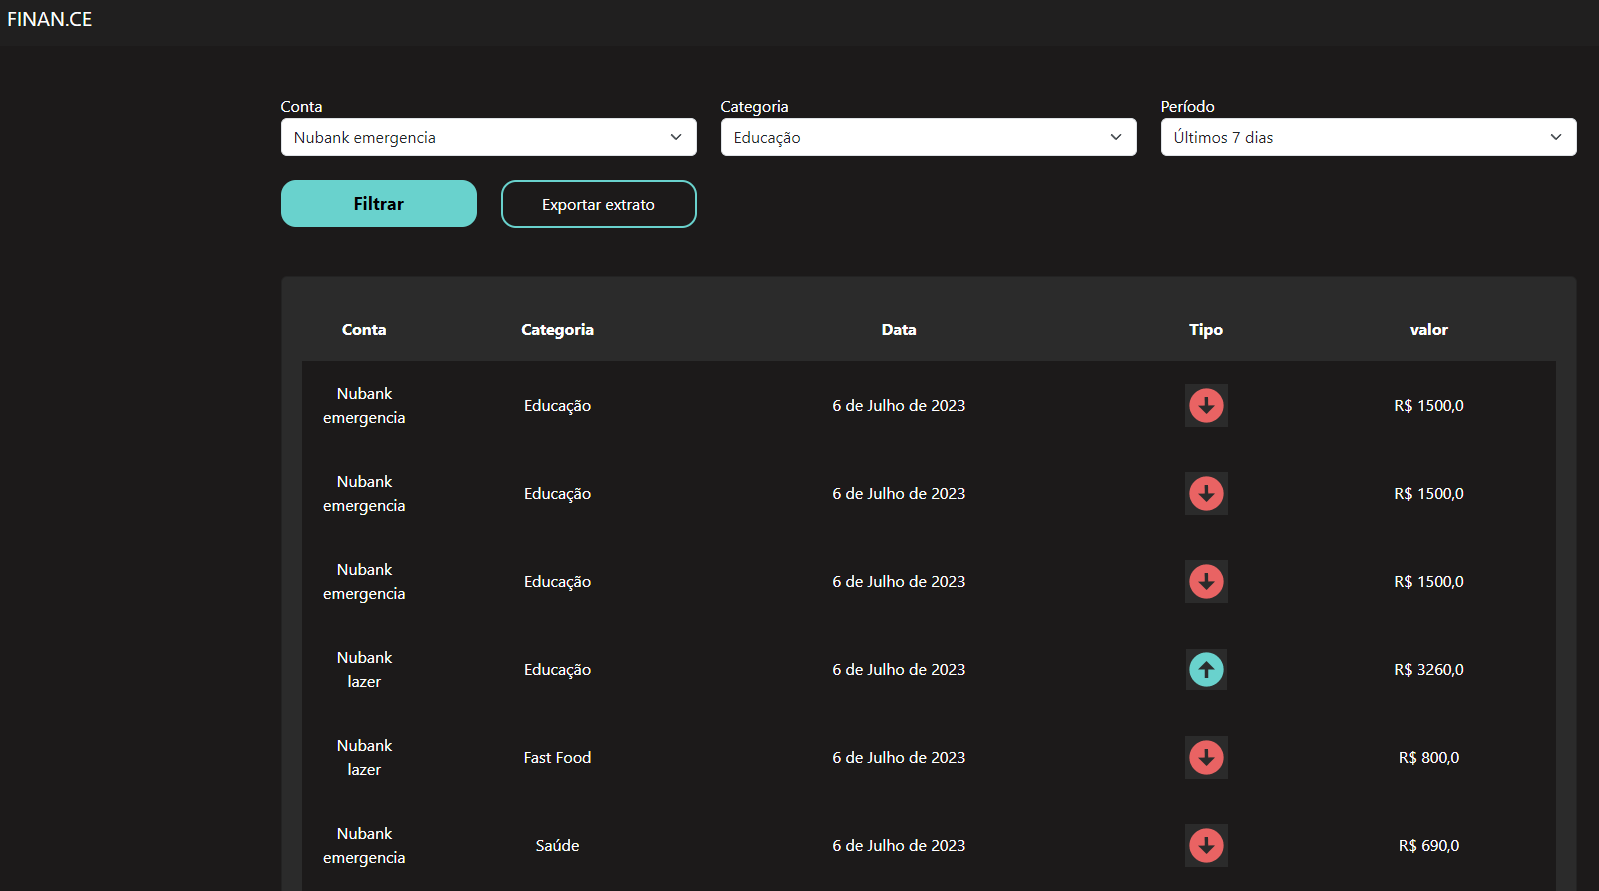 FINAN.CE
Conta
Categoria
Período
Nubank emergencia
Educação
Últimos 7 dias
Filtrar
Exportar extrato
Conta
Categoria
Data
Tipo
valor
Nubank
emergencia
Educação
6 de Julho de 2023
R$ 1500,0
Nubank
emergencia
Educação
6 de Julho de 2023
R$ 1500,0
Nubank
emergencia
Educação
6 de Julho de 2023
R$ 1500,0
Nubank
lazer
Educação
6 de Julho de 2023
R$ 3260,0
Nubank
lazer
Fast Food
6 de Julho de 2023
R$ 800,0
Nubank
emergencia
Saúde
6 de Julho de 2023
R$ 690,0